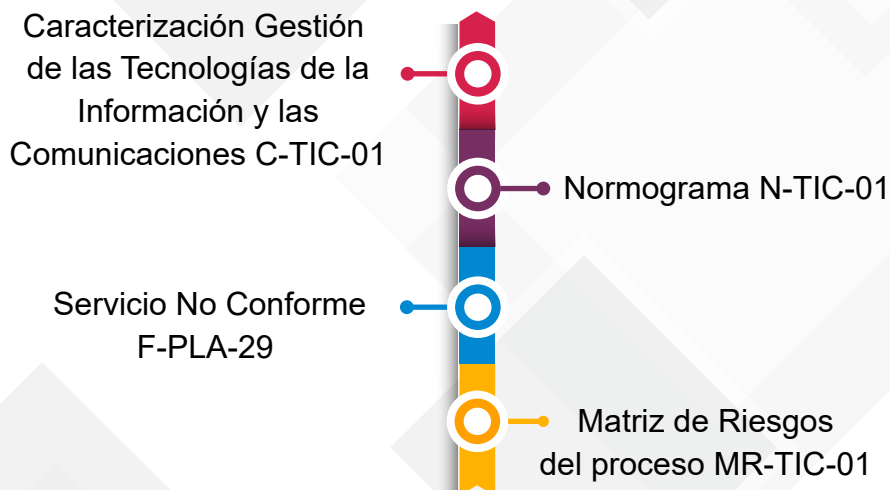 Caracterización Gestión
de las Tecnologías de la
Información y las
Comunicaciones C-TIC-01
Normograma N-TIC-01
Servicio No Conforme
F-PLA-29
Matriz de Riesgos
del proceso MR-TIC-01